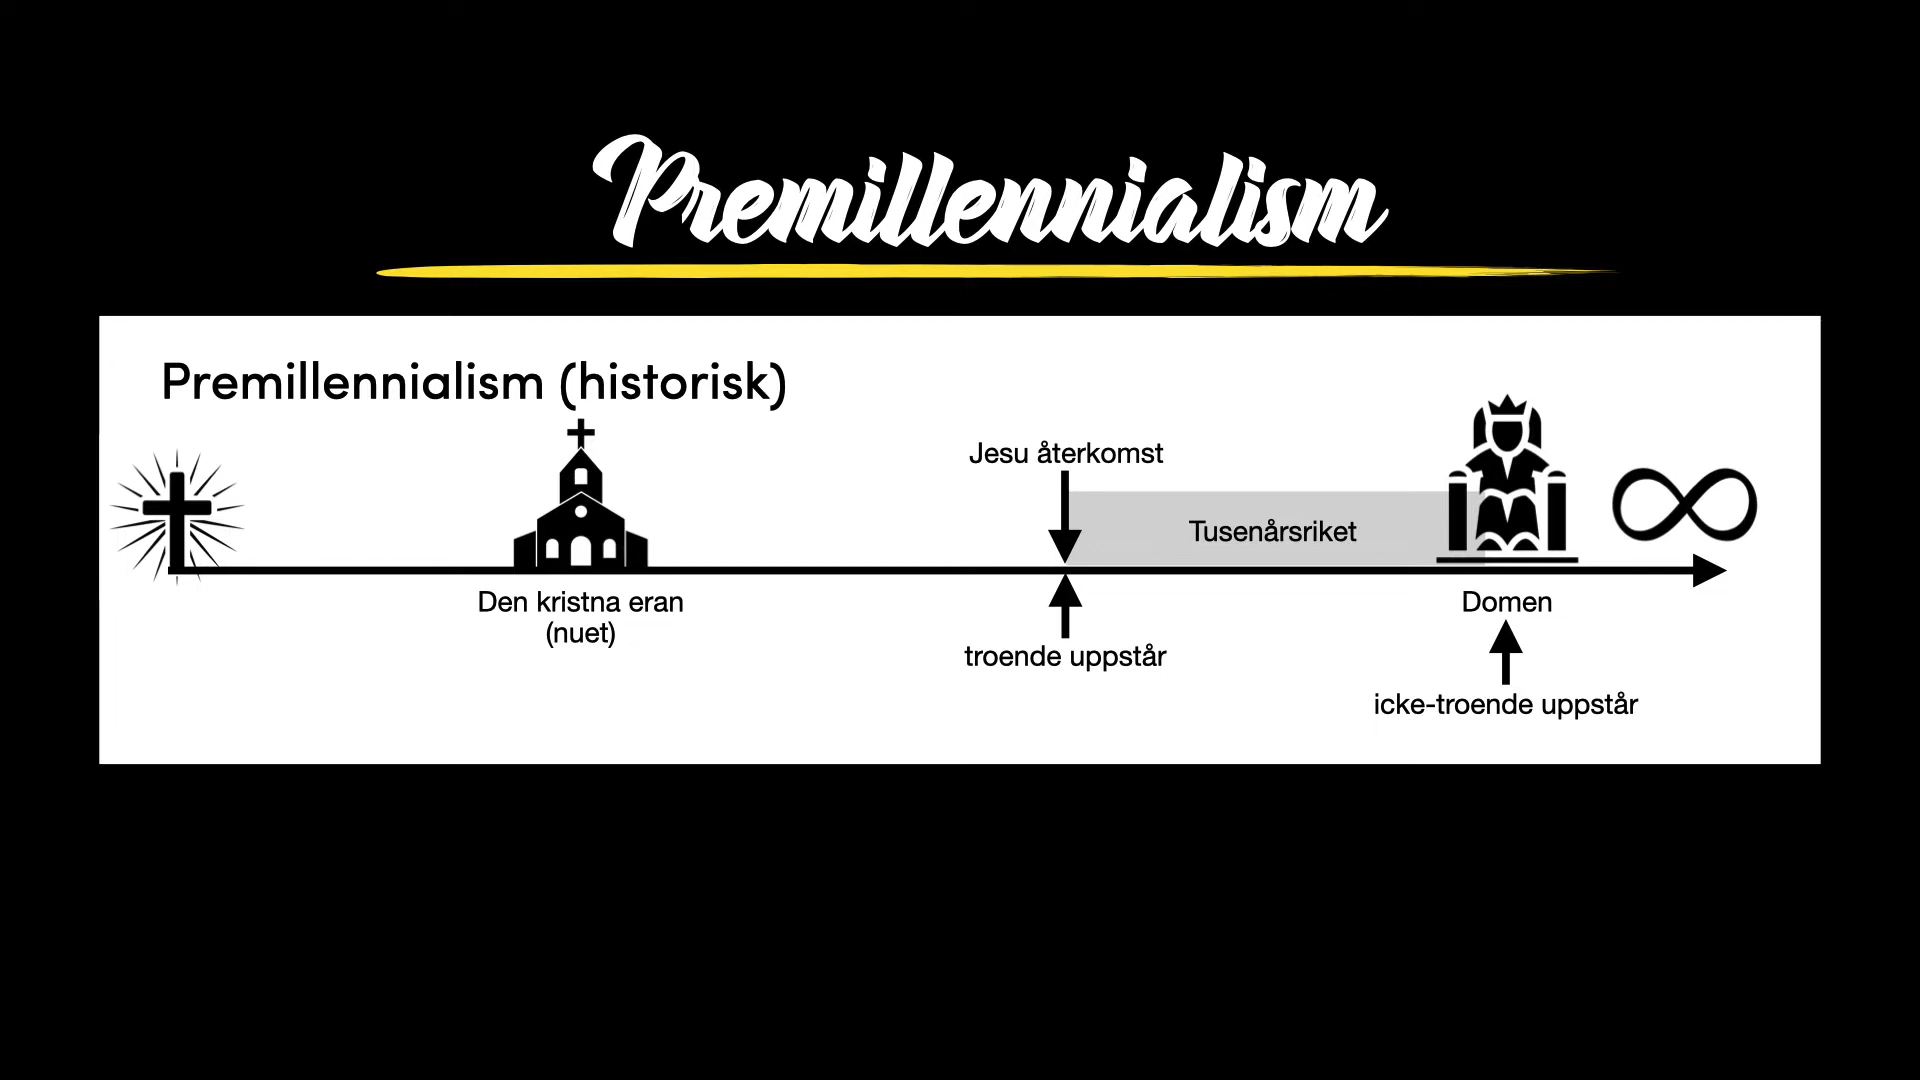 Premillennialism
Premillennialism (historisk)
Jesu återkomst
Tusenårsriket
Den kristna eran
(nuet)
Domen
troende uppstår
icke-troende uppstår